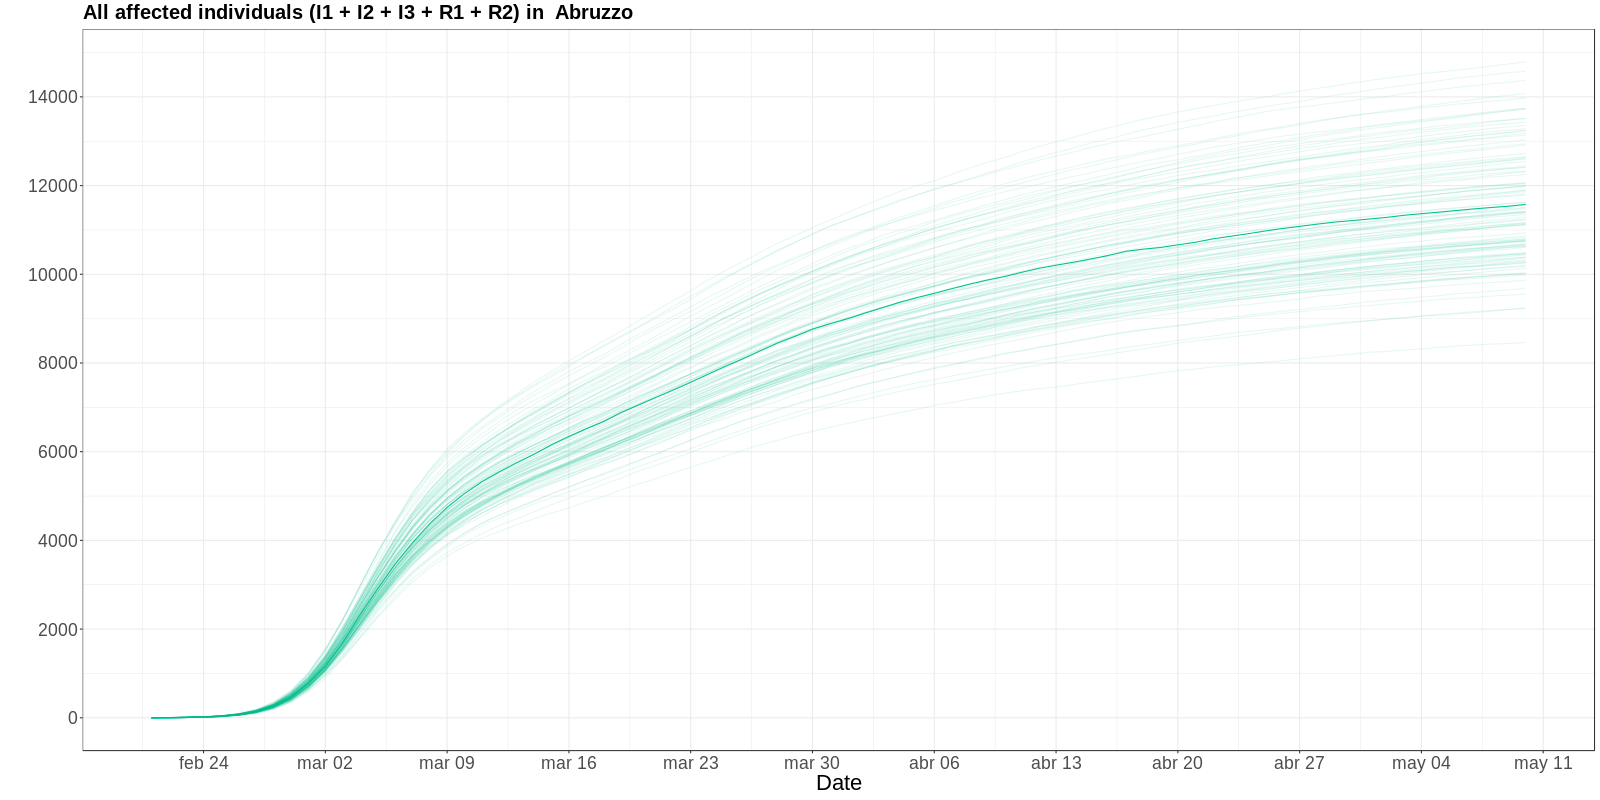 All affected individuals (I1 + I2 + I3 + R1 + R2) in  Abruzzo
14000
12000
10000
8000
6000
4000
2000
0
feb 24 mar 02 mar 09 mar 16 mar 23 mar 30 abr 06 abr 13 abr 20 abr 27 may 04 may 11
Date